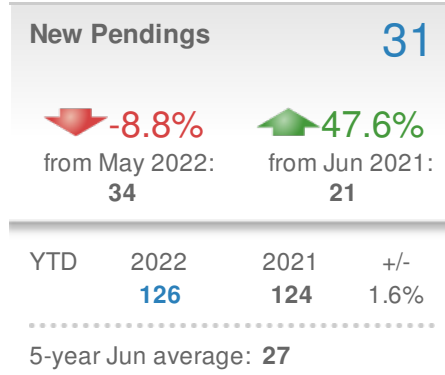 New Pendings 31
-8.8% 47.6%
from May 2022: from Jun 2021:
34 21
YTD 2022 2021 +/-
126 124 1.6%
5-year Jun average: 27